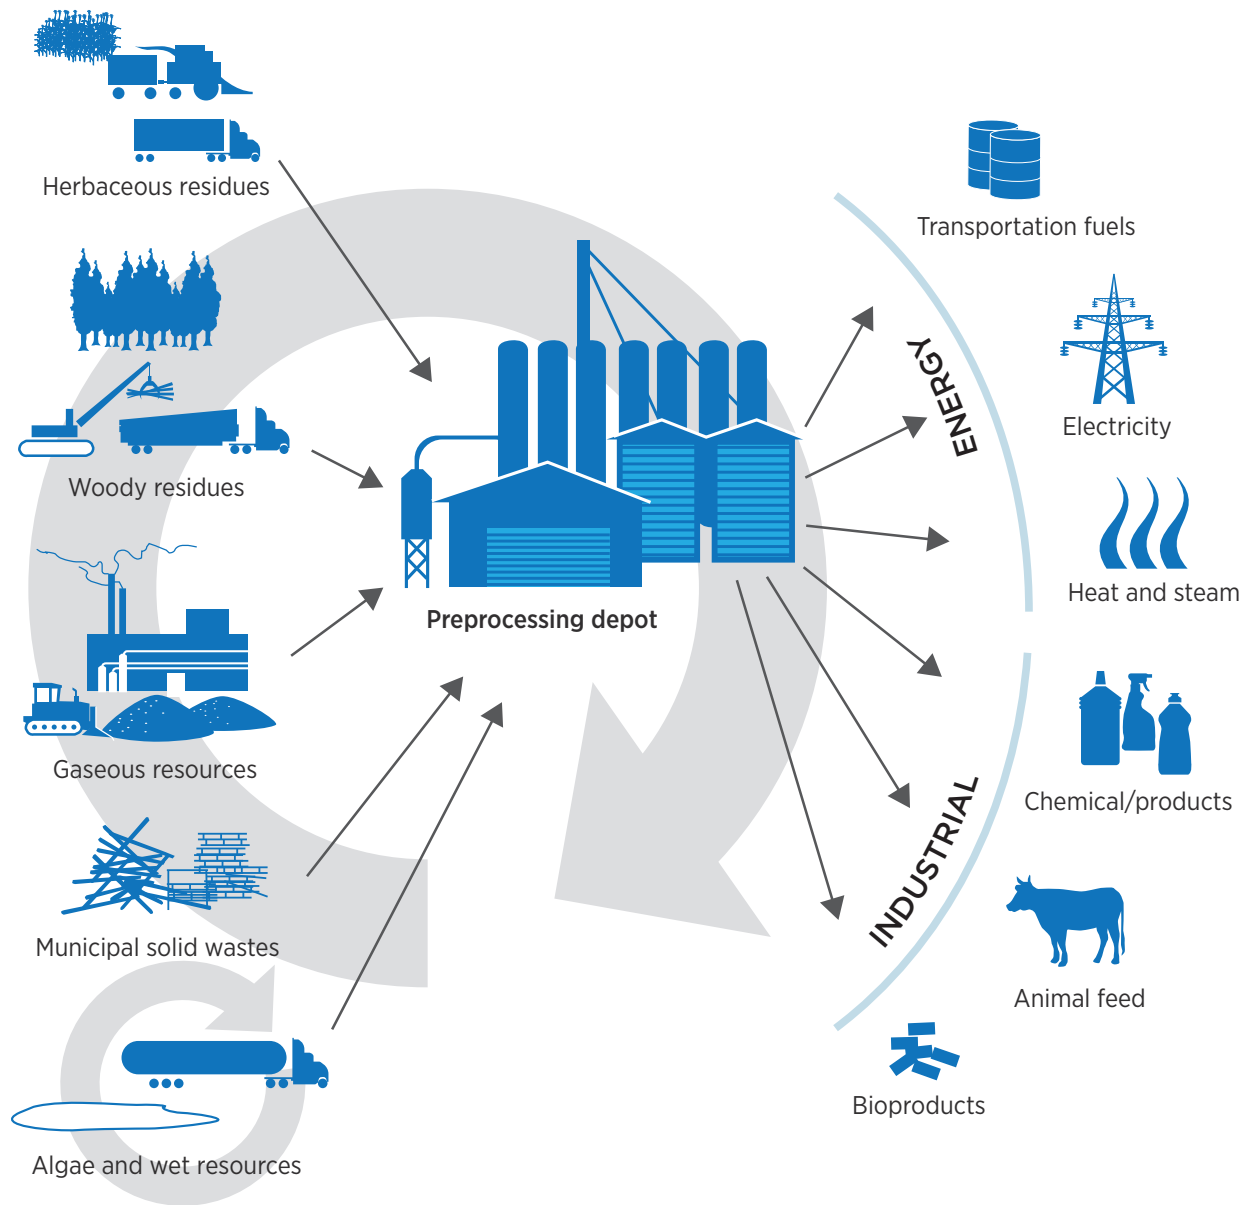 Herbaceous residues
Woody residues
Gaseous resources
Municipal solid wastes
Algae and wet resources
Preprocessing depot
ENERGY
INDUSTRIAL
Transportation fuels
Electricity
Heat and steam
Chemical/products
Animal feed
Bioproducts